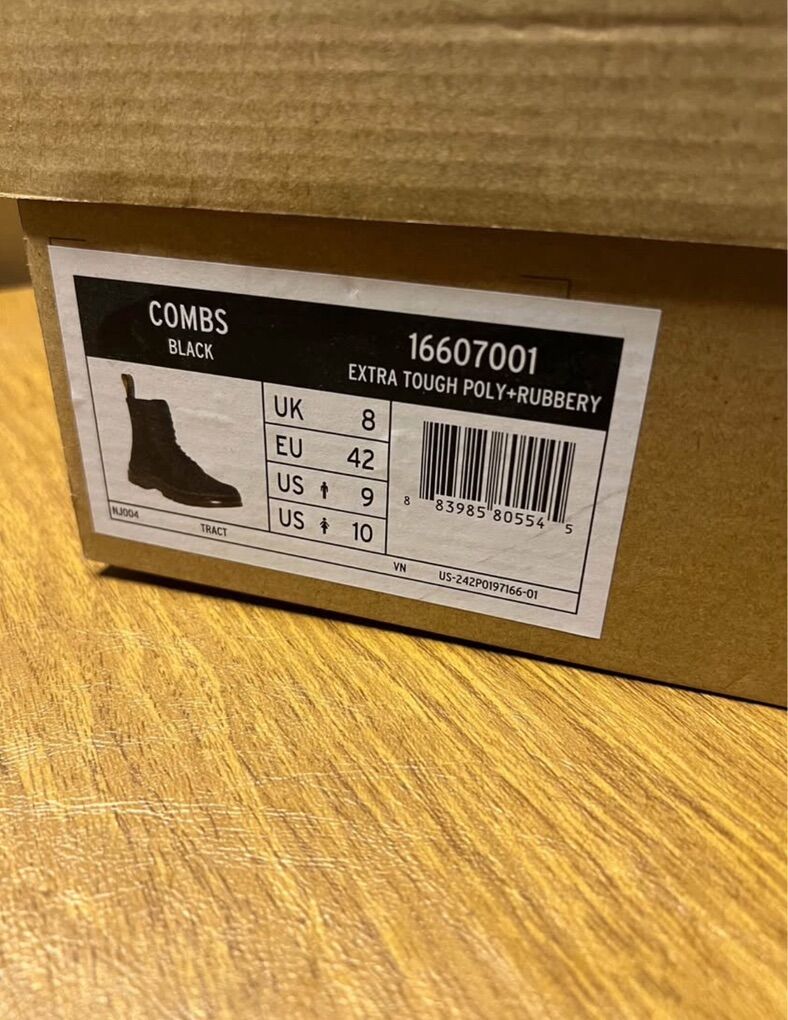 COMBS
BLACK
16607001
EXTRA TOUGH POLY+RUBBERY
UK 8
EU 42
US 9
US 10
8 83985 80554 5
NJ004
TRACT
VN
US-242P0197166-01